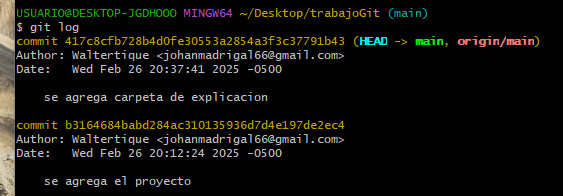 USUARIO@DESKTOP-JGDHOOO MINGW64 ~/Desktop/trabajoGit (main)
$ git log
commit 417c8cfb728b4d0fe30553a2854a3f3c37791b43 (HEAD -> main, origin/main)
Author: Waltertique <johanmadrigal66@gmail.com>
Date:   Wed Feb 26 20:37:41 2025 -0500

    se agrega carpeta de explicacion

commit b3164684babd284ac310135936d7d4e197de2ec4
Author: Waltertique <johanmadrigal66@gmail.com>
Date:   Wed Feb 26 20:12:24 2025 -0500

    se agrega el proyecto